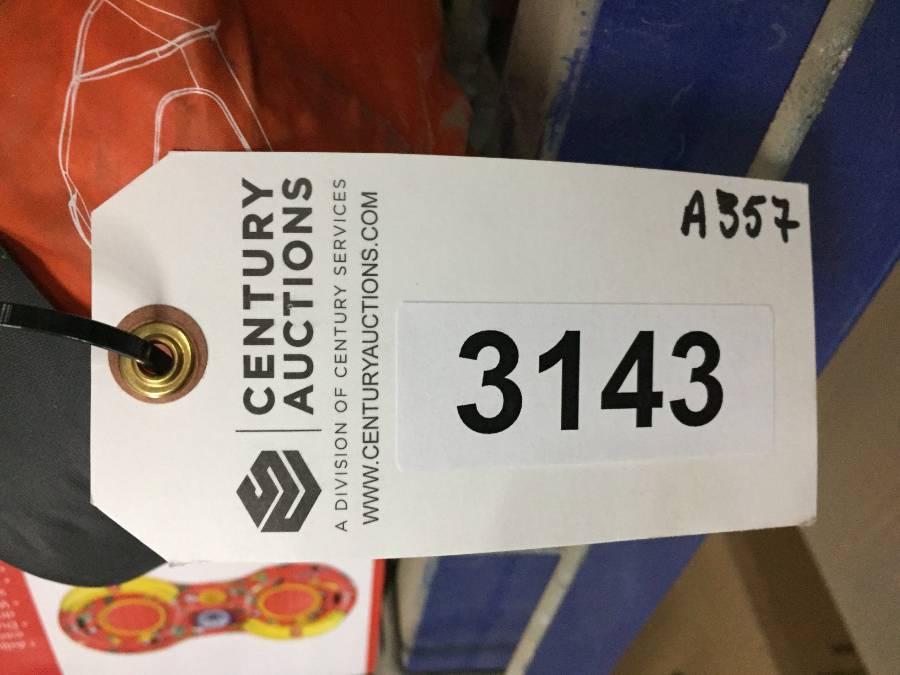 CENTURY
AUCTIONS
A DIVISION OF CENTURY SERVICES
WWW.CENTURYAUCTIONS.COM
A357
3143